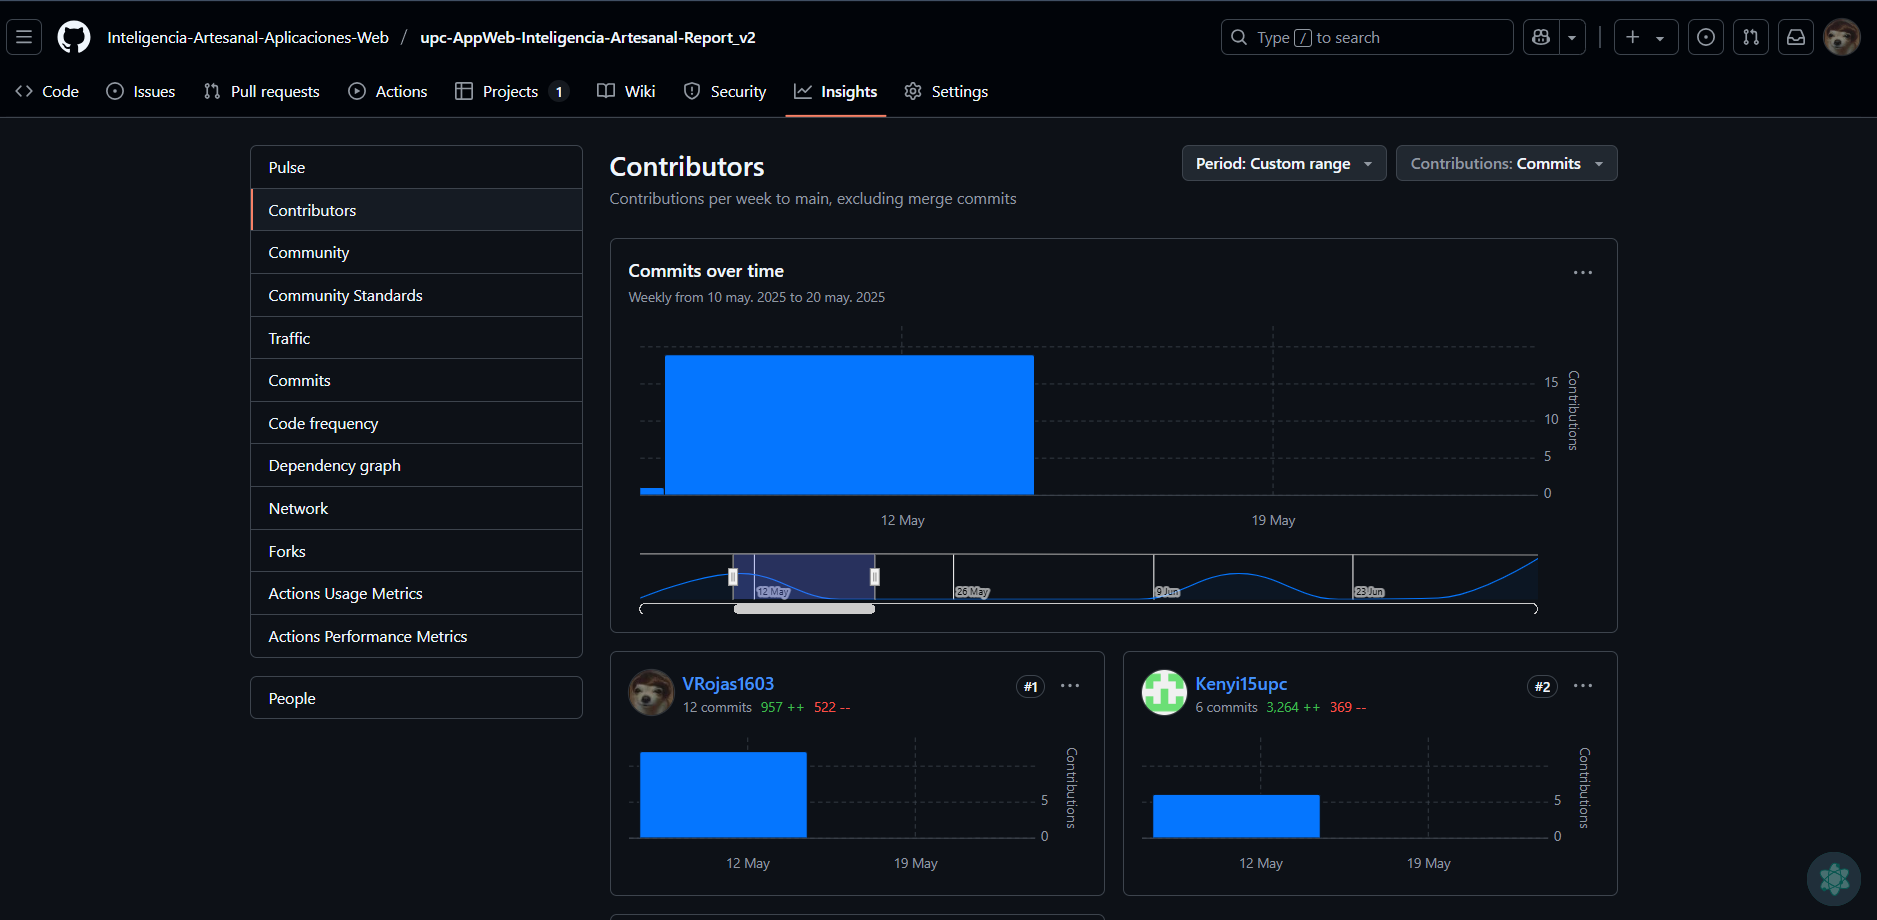 Inteligencia-Artesanal-Aplicaciones-Web / upc-AppWeb-Inteligencia-Artesanal-Report_v2
Type / to search
Code
Issues
Pull requests
Actions
Projects 1
Wiki
Security
Insights
Settings
Pulse
Contributors
Community
Community Standards
Traffic
Commits
Code frequency
Dependency graph
Network
Forks
Actions Usage Metrics
Actions Performance Metrics
People
Contributors
Contributions per week to main, excluding merge commits
Period: Custom range
Contributions: Commits
Commits over time
Weekly from 10 may. 2025 to 20 may. 2025
15
10
5
0
Contributions
12 May
19 May
12 May
26 May
9 Jun
23 Jun
VRojas1603
#1
12 commits 957 ++ 522 --
5
0
Contributions
12 May
19 May
Kenyi15upc
#2
6 commits 3,264 ++ 369 --
5
0
Contributions
12 May
19 May